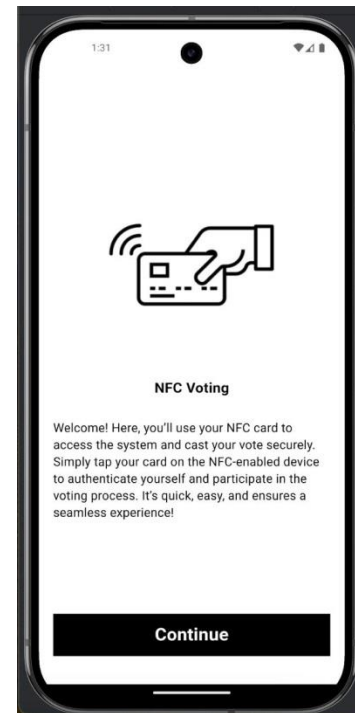 1:31
NFC Voting
Welcome! Here, you'll use your NFC card to
access the system and cast your vote securely.
Simply tap your card on the NFC-enabled device
to authenticate yourself and participate in the
voting process. It's quick, easy, and ensures a
seamless experience!
Continue